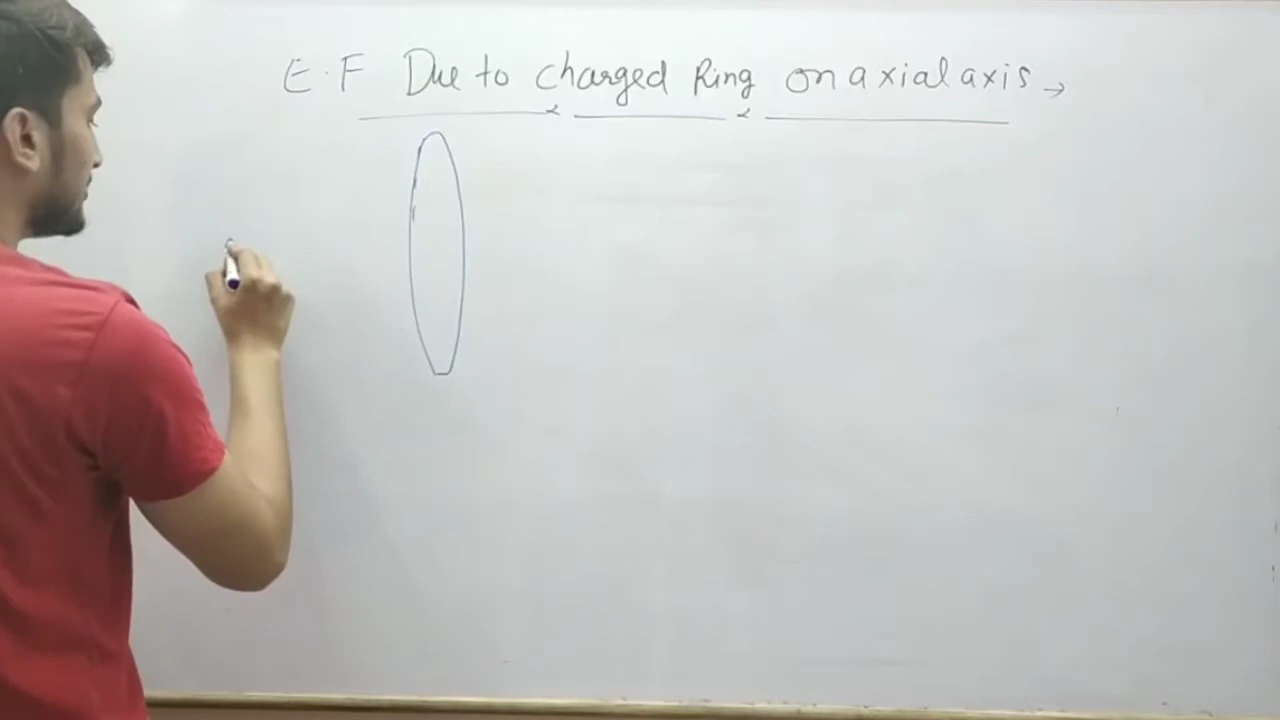 E.F Due to charged Ring on axial axis →